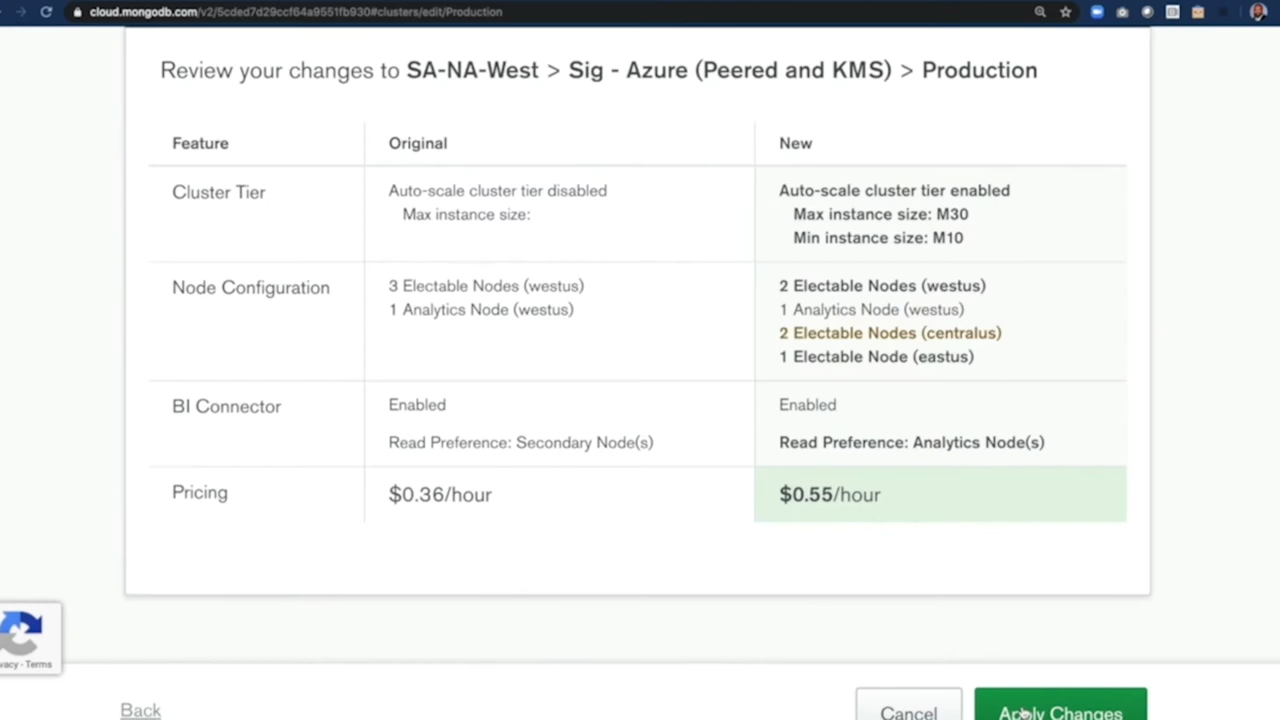 cloud.mongodb.com/v2/5cded7d29ccf64a9551fb930#clusters/edit/Production
Review your changes to SA-NA-West > Sig - Azure (Peered and KMS) > Production
Feature Original New
Cluster Tier Auto-scale cluster tier disabled Auto-scale cluster tier enabled
Max instance size: Max instance size: M30
Min instance size: M10
Node Configuration 3 Electable Nodes (westus) 2 Electable Nodes (westus)
1 Analytics Node (westus) 1 Analytics Node (westus)
2 Electable Nodes (centralus)
1 Electable Node (eastus)
BI Connector Enabled Enabled
Read Preference: Secondary Node(s) Read Preference: Analytics Node(s)
Pricing $0.36/hour $0.55/hour
vacy - Terms
Back Cancel Apply Changes